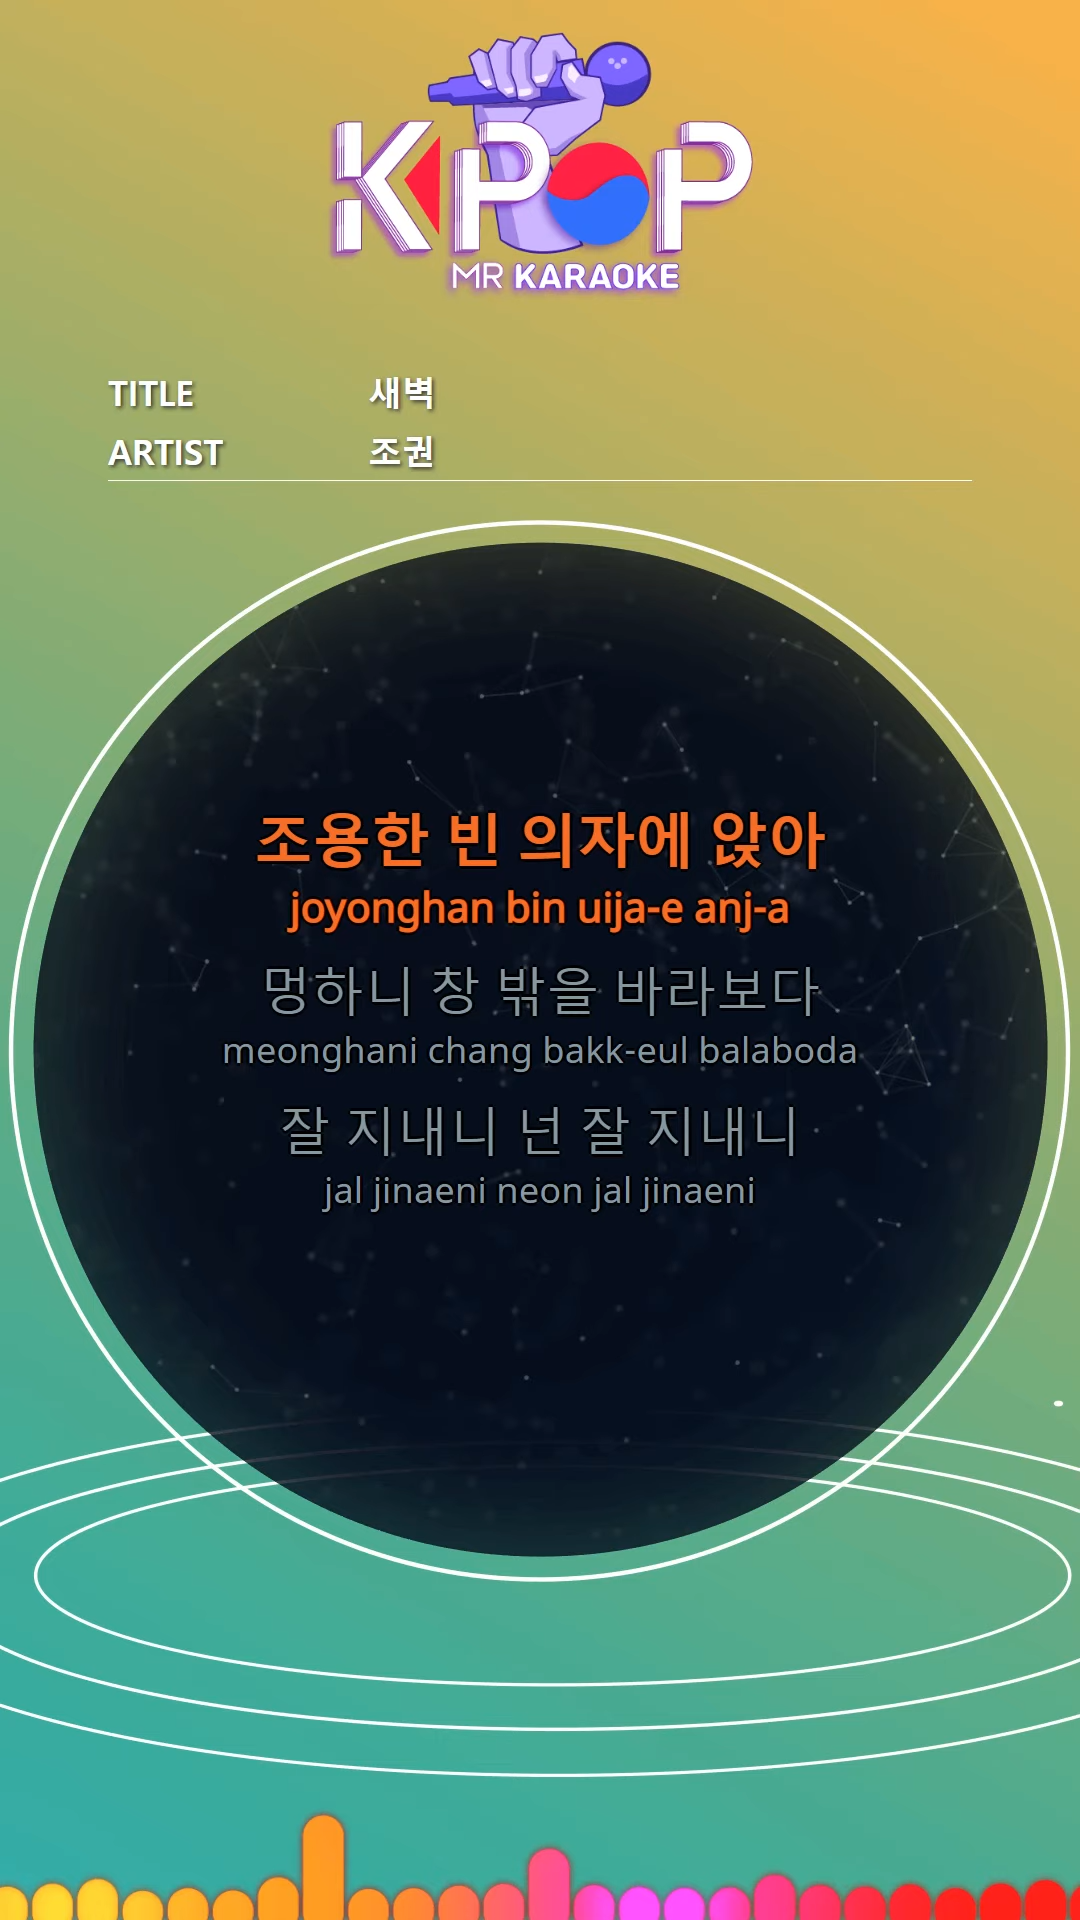 KPOP
MR KARAOKE
TITLE 새벽
ARTIST 조권
조용한 빈 의자에 앉아
joyonghan bin uija-e anj-a
멍하니 창 밖을 바라보다
meonghani chang bakk-eul balaboda
잘 지내니 넌 잘 지내니
jal jinaeni neon jal jinaeni